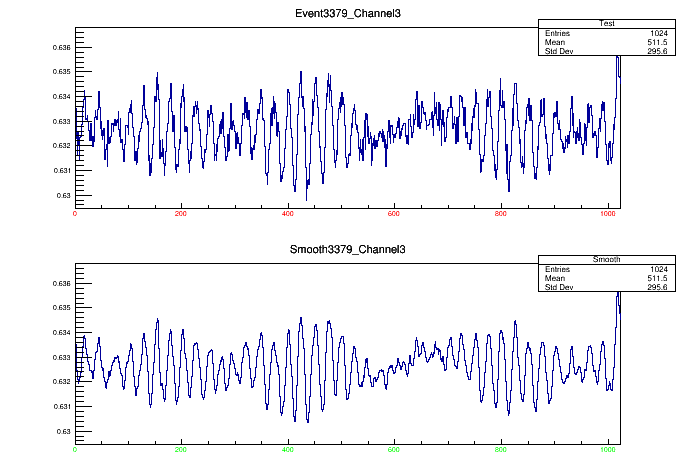 Event3379_Channel3
Test
Entries 1024
Mean 511.5
Std Dev 295.6
0.636
0.635
0.634
0.633
0.632
0.631
0.63
0 200 400 600 800 1000
Smooth3379_Channel3
Smooth
Entries 1024
Mean 511.5
Std Dev 295.6
0.636
0.635
0.634
0.633
0.632
0.631
0.63
0 200 400 600 800 1000